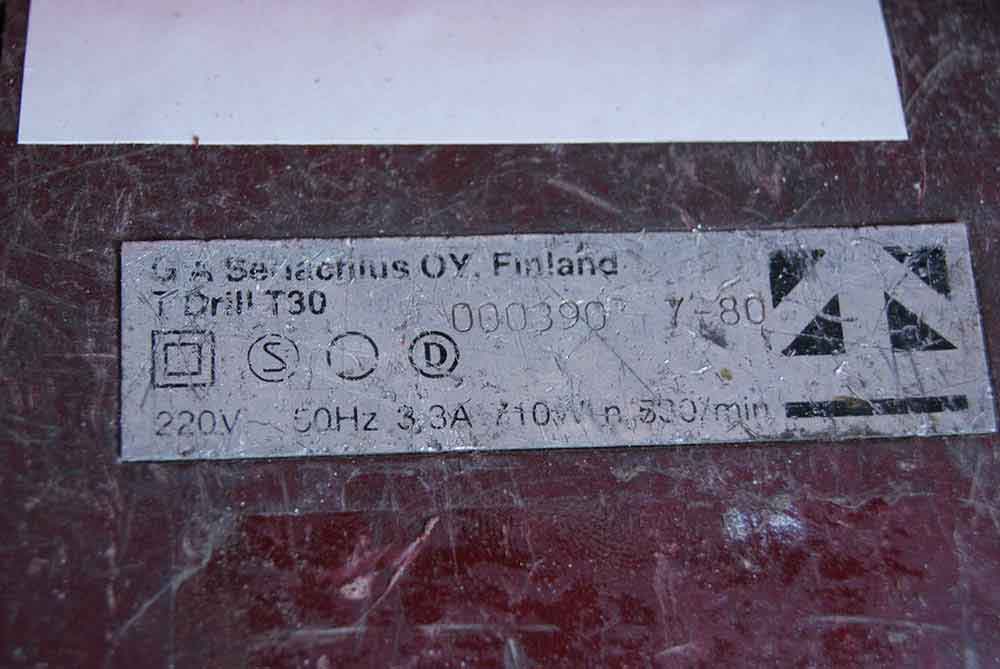 G A Serlachius OY, Finland
T Drill T30
000390 7-80
S D
220V ~ 50Hz 3,3A 710W n 530/min